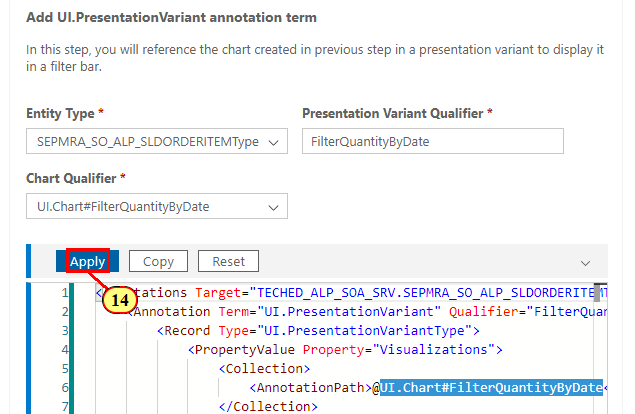 Add UI.PresentationVariant annotation term
In this step, you will reference the chart created in previous step in a presentation variant to display it
in a filter bar.
Entity Type *
Presentation Variant Qualifier *
SEPMRA_SO_ALP_SLDORDERITEMType
FilterQuantityByDate
Chart Qualifier *
UI.Chart#FilterQuantityByDate
Apply Copy Reset
14
1 <    tations Target="TECHED_ALP_SOA_SRV.SEPMRA_SO_ALP_SLDORDERITEMT
2 <Annotation Term="UI.PresentationVariant" Qualifier="FilterQuan
3 <Record Type="UI.PresentationVariantType">
4 <PropertyValue Property="Visualizations">
5 <Collection>
6 <AnnotationPath>@UI.Chart#FilterQuantityByDate<
7 </Collection>